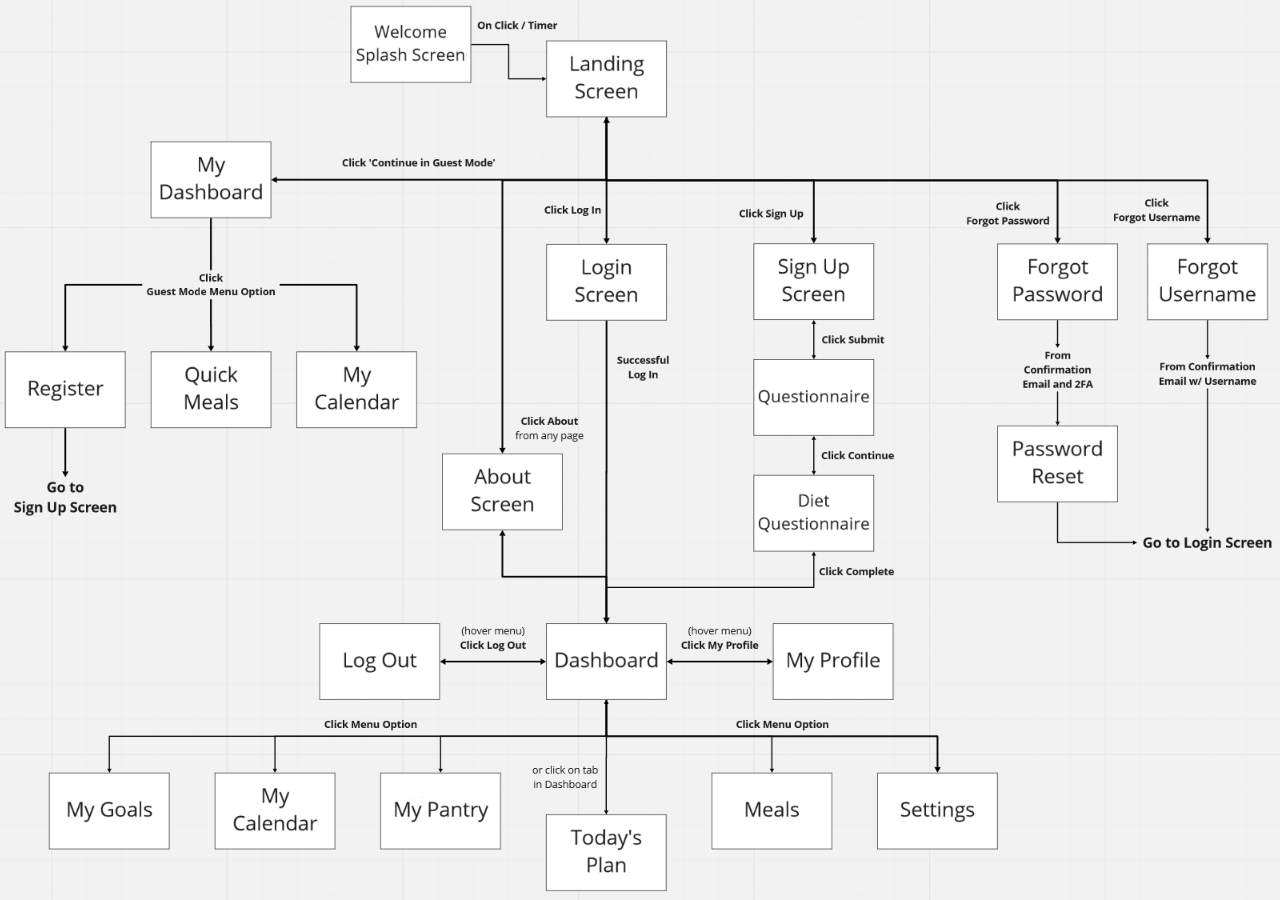 Welcome
Splash Screen
On Click / Timer
Landing
Screen
My
Dashboard
Click 'Continue in Guest Mode'
Click Log In
Click Sign Up
Click
Forgot Password
Click
Forgot Username
Login
Screen
Sign Up
Screen
Forgot
Password
Forgot
Username
Click
Guest Mode Menu Option
Register
Quick
Meals
My
Calendar
Successful
Log In
Click Submit
From
Confirmation
Email and 2FA
From Confirmation
Email w/ Username
Questionnaire
Click About
from any page
Click Continue
Password
Reset
Go to
Sign Up Screen
About
Screen
Diet
Questionnaire
Go to Login Screen
Click Complete
Log Out
(hover menu)
Click Log Out
Dashboard
(hover menu)
Click My Profile
My Profile
Click Menu Option
Click Menu Option
or click on tab
in Dashboard
My Goals
My
Calendar
My Pantry
Today's
Plan
Meals
Settings